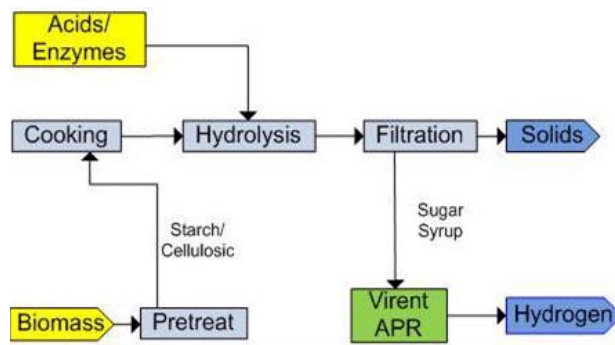 Acids/
Enzymes
Cooking
Hydrolysis
Filtration
Solids
Starch/
Cellulosic
Sugar
Syrup
Biomass
Pretreat
Virent
APR
Hydrogen